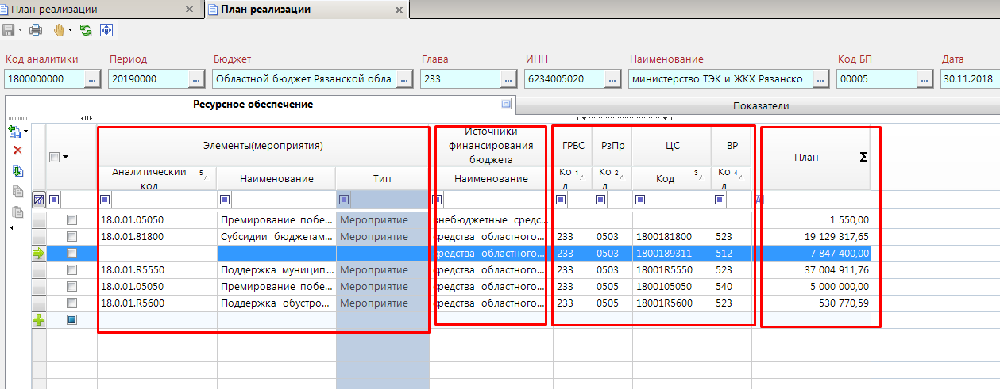 План реализации План реализации
Код аналитики Период Бюджет Глава ИНН Наименование Код БП Дата
1800000000 ... 20190000 ... Областной бюджет Рязанской обла ... 233 ... 6234005020 ... министерство ТЭК и ЖКХ Рязанско ... 00005 ... 30.11.2018
Ресурсное обеспечение Показатели
Элементы(мероприятия) Источники финансирования бюджета ГРБС РзПр ЦС ВР План Σ
Аналитический код 5 Наименование Тип Наименование Код 1 Код 2 Код 3 Код 4
18.0.01.05050 Премирование побе... Мероприятие внебюджетные средс... 1 550,00
18.0.01.81800 Субсидии бюджетам... Мероприятие средства областного... 233 0503 1800181800 523 19 129 317,65
средства областного... 233 0503 1800189311 512 7 847 400,00
18.0.01.R5550 Поддержка муницип... Мероприятие средства областного... 233 0503 18001R5550 523 37 004 911,76
18.0.01.05050 Премирование побе... Мероприятие средства областного... 233 0505 1800105050 540 5 000 000,00
18.0.01.R5600 Поддержка обустро... Мероприятие средства областного... 233 0505 18001R5600 523 530 770,59